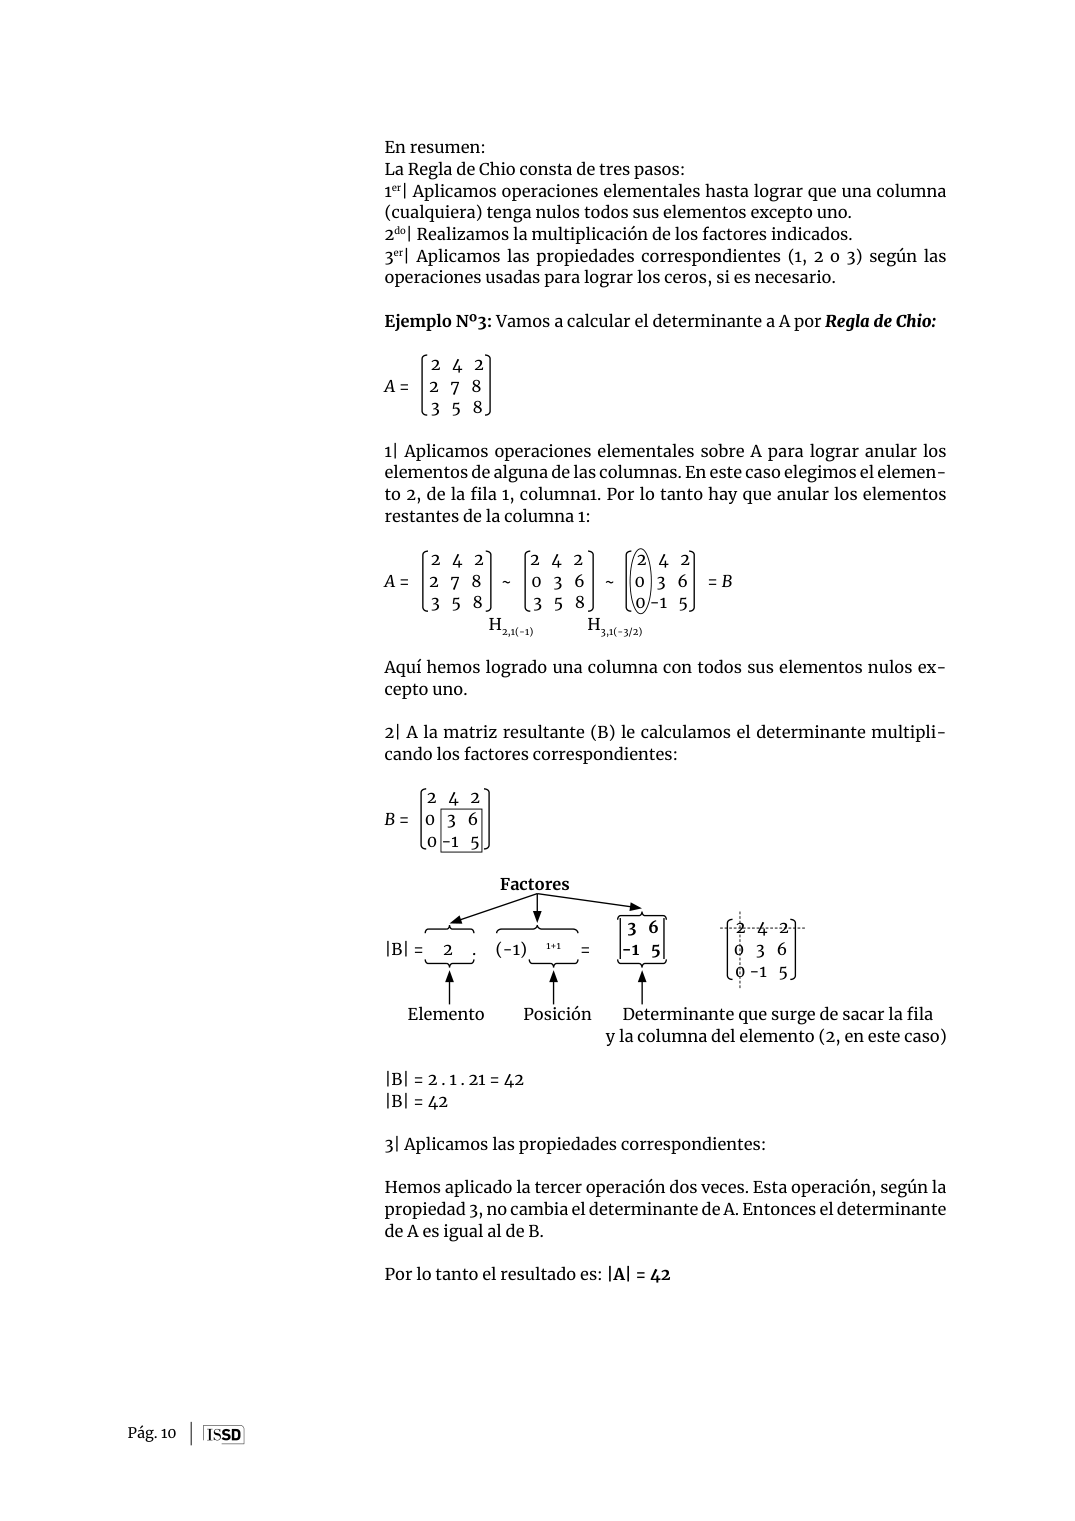 En resumen:
La Regla de Chio consta de tres pasos:
1er| Aplicamos operaciones elementales hasta lograr que una columna
(cualquiera) tenga nulos todos sus elementos excepto uno.
2do| Realizamos la multiplicación de los factores indicados.
3er| Aplicamos las propiedades correspondientes (1, 2 o 3) según las
operaciones usadas para lograr los ceros, si es necesario.
Ejemplo Nº3: Vamos a calcular el determinante a A por Regla de Chio:
2 4 2
A = 2 7 8
3 5 8
1| Aplicamos operaciones elementales sobre A para lograr anular los
elementos de alguna de las columnas. En este caso elegimos el elemen-
to 2, de la fila 1, columna1. Por lo tanto hay que anular los elementos
restantes de la columna 1:
2 4 2 2 4 2 2 4 2
A = 2 7 8 ~ 0 3 6 ~ 0 3 6 = B
3 5 8 3 5 8 0 -1 5
H2,1(-1) H3,1(-3/2)
Aquí hemos logrado una columna con todos sus elementos nulos ex-
cepto uno.
2| A la matriz resultante (B) le calculamos el determinante multipli-
cando los factores correspondientes:
2 4 2
B = 0 3 6
0 -1 5
Factores
3 6 2 4 2
|B| = 2 . (-1) 1+1 = -1 5 0 3 6
0 -1 5
Elemento Posición Determinante que surge de sacar la fila
y la columna del elemento (2, en este caso)
|B| = 2 . 1 . 21 = 42
|B| = 42
3| Aplicamos las propiedades correspondientes:
Hemos aplicado la tercer operación dos veces. Esta operación, según la
propiedad 3, no cambia el determinante de A. Entonces el determinante
de A es igual al de B.
Por lo tanto el resultado es: |A| = 42
Pág. 10 | ISSD